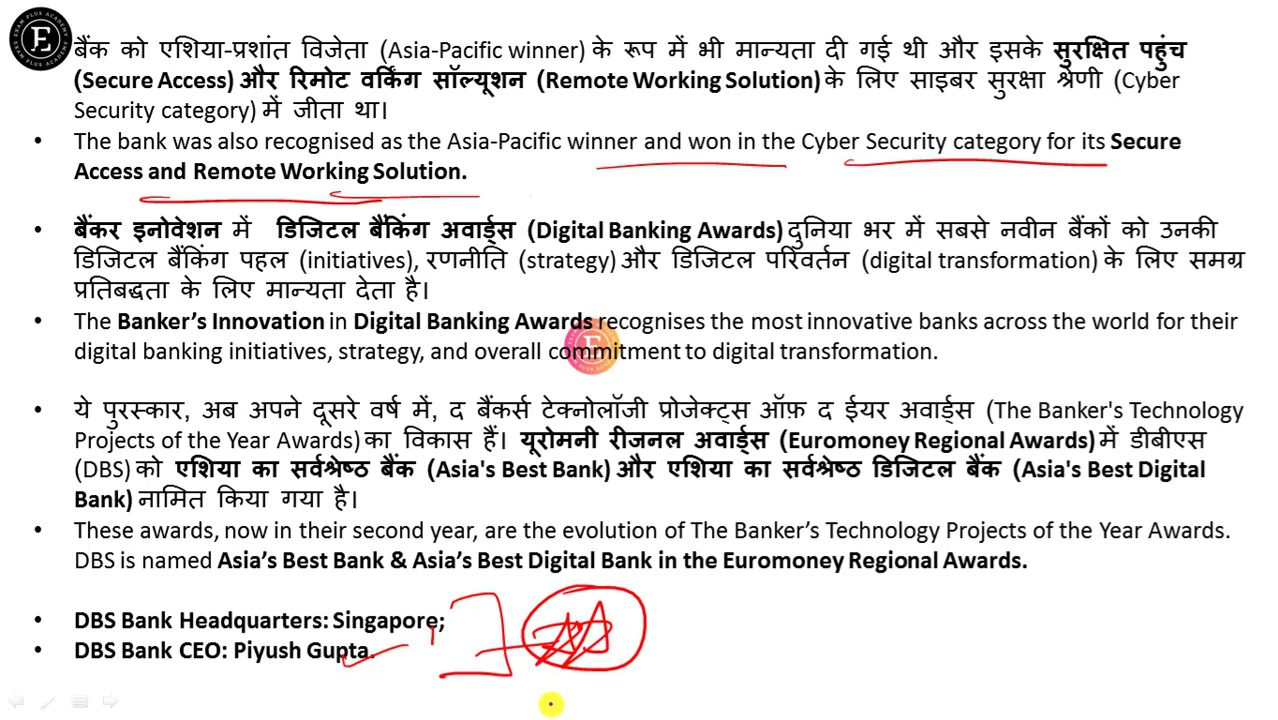 बैंक को एशिया-प्रशांत विजेता (Asia-Pacific winner) के रूप में भी मान्यता दी गई थी और इसके सुरक्षित पहुंच
(Secure Access) और रिमोट वर्किंग सॉल्यूशन (Remote Working Solution) के लिए साइबर सुरक्षा श्रेणी (Cyber
Security category) में जीता था।
• The bank was also recognised as the Asia-Pacific winner and won in the Cyber Security category for its Secure
Access and Remote Working Solution.
• बैंकर इनोवेशन में डिजिटल बैंकिंग अवार्ड्स (Digital Banking Awards) दुनिया भर में सबसे नवीन बैंकों को उनकी
डिजिटल बैंकिंग पहल (initiatives), रणनीति (strategy) और डिजिटल परिवर्तन (digital transformation) के लिए समग्र
प्रतिबद्धता के लिए मान्यता देता है।
• The Banker’s Innovation in Digital Banking Awards recognises the most innovative banks across the world for their
digital banking initiatives, strategy, and overall commitment to digital transformation.
• ये पुरस्कार, अब अपने दूसरे वर्ष में, द बैंकर्स टेक्नोलॉजी प्रोजेक्ट्स ऑफ़ द ईयर अवार्ड्स (The Banker's Technology
Projects of the Year Awards) का विकास हैं। यूरोमनी रीजनल अवार्ड्स (Euromoney Regional Awards) में डीबीएस
(DBS) को एशिया का सर्वश्रेष्ठ बैंक (Asia's Best Bank) और एशिया का सर्वश्रेष्ठ डिजिटल बैंक (Asia's Best Digital
Bank) नामित किया गया है।
• These awards, now in their second year, are the evolution of The Banker’s Technology Projects of the Year Awards.
DBS is named Asia’s Best Bank & Asia’s Best Digital Bank in the Euromoney Regional Awards.
• DBS Bank Headquarters: Singapore;
• DBS Bank CEO: Piyush Gupta.